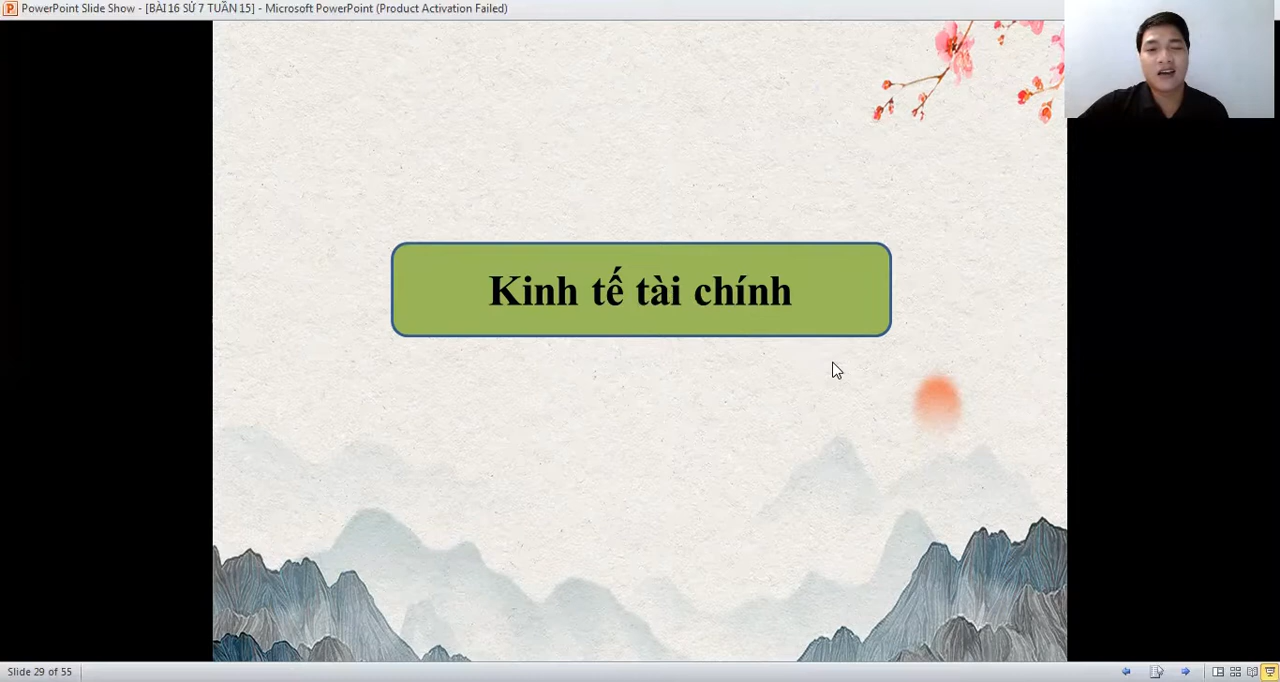 PowerPoint Slide Show - [BÀI 16 SỬ 7 TUẦN 15] - Microsoft PowerPoint (Product Activation Failed)
Kinh tế tài chính
Slide 29 of 55